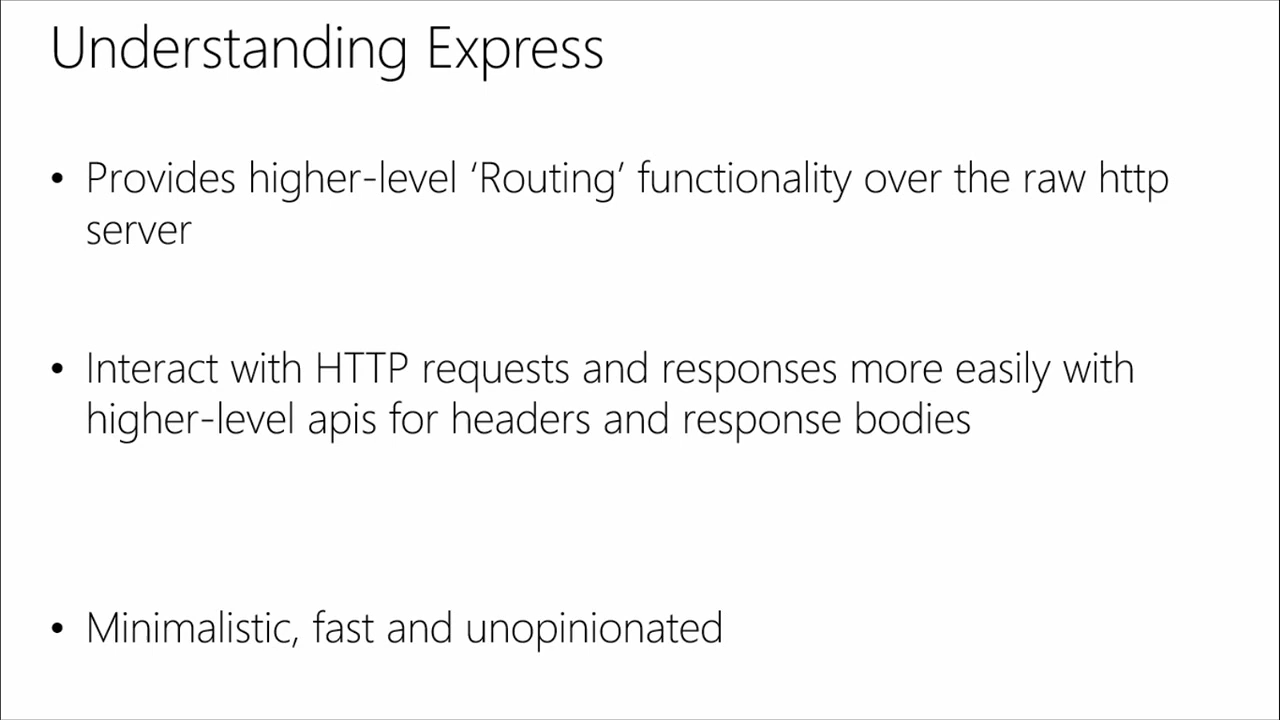 Understanding Express
• Provides higher-level ‘Routing’ functionality over the raw http
server
• Interact with HTTP requests and responses more easily with
higher-level apis for headers and response bodies
• Minimalistic, fast and unopinionated